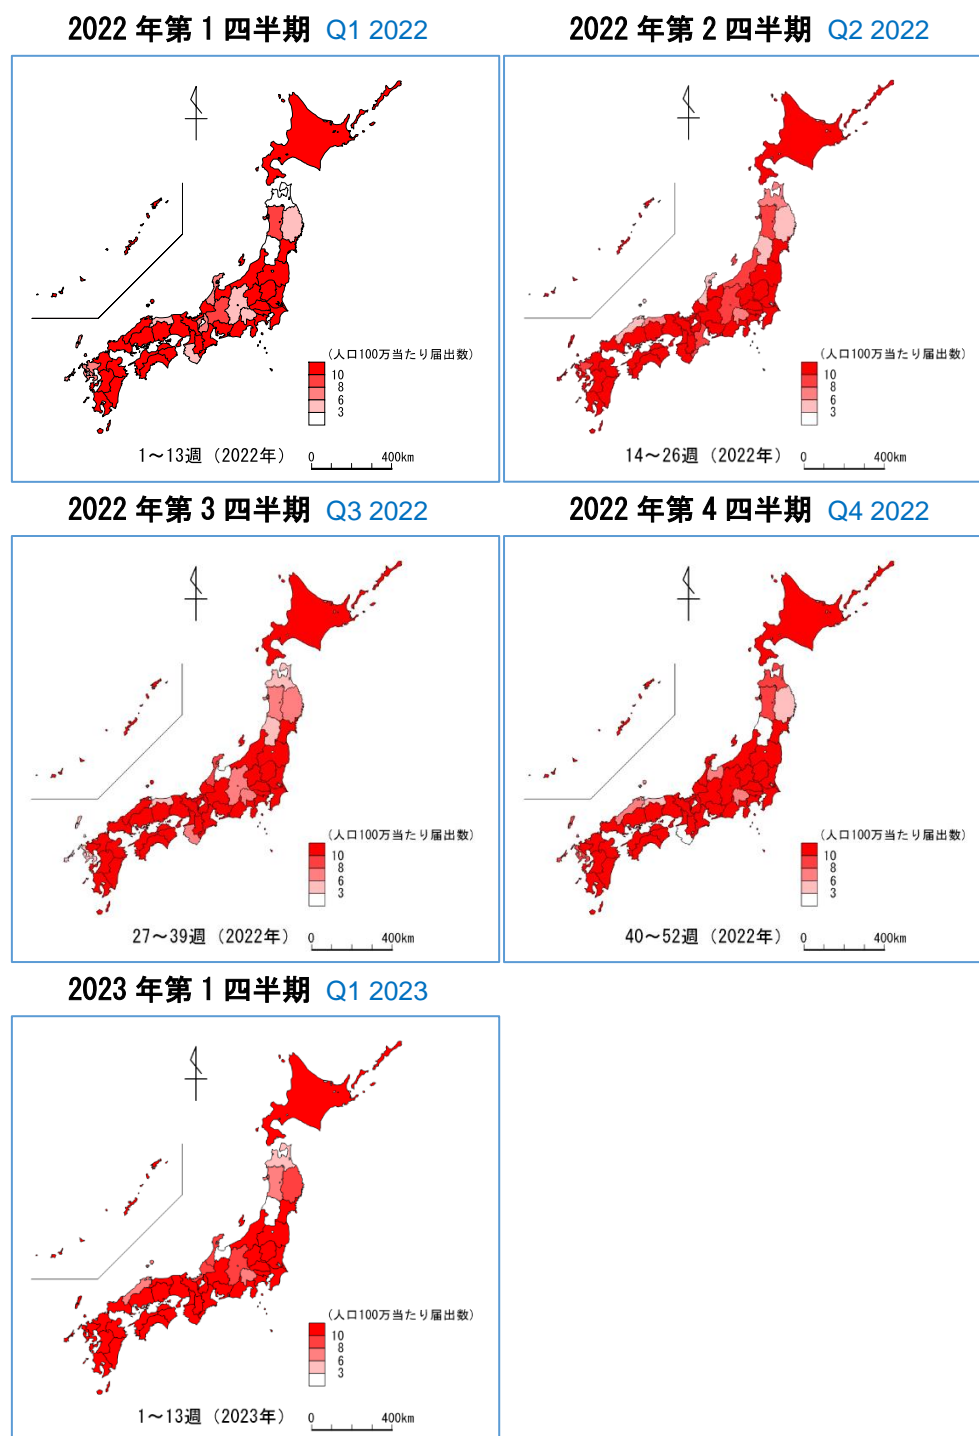 2022 年第 1 四半期 Q1 2022
(人口100万当たり届出数)
10
8
6
3
1～13週 (2022年)
0 400km
2022 年第 2 四半期 Q2 2022
(人口100万当たり届出数)
10
8
6
3
14～26週 (2022年)
0 400km
2022 年第 3 四半期 Q3 2022
(人口100万当たり届出数)
10
8
6
3
27～39週 (2022年)
0 400km
2022 年第 4 四半期 Q4 2022
(人口100万当たり届出数)
10
8
6
3
40～52週 (2022年)
0 400km
2023 年第 1 四半期 Q1 2023
(人口100万当たり届出数)
10
8
6
3
1～13週 (2023年)
0 400km